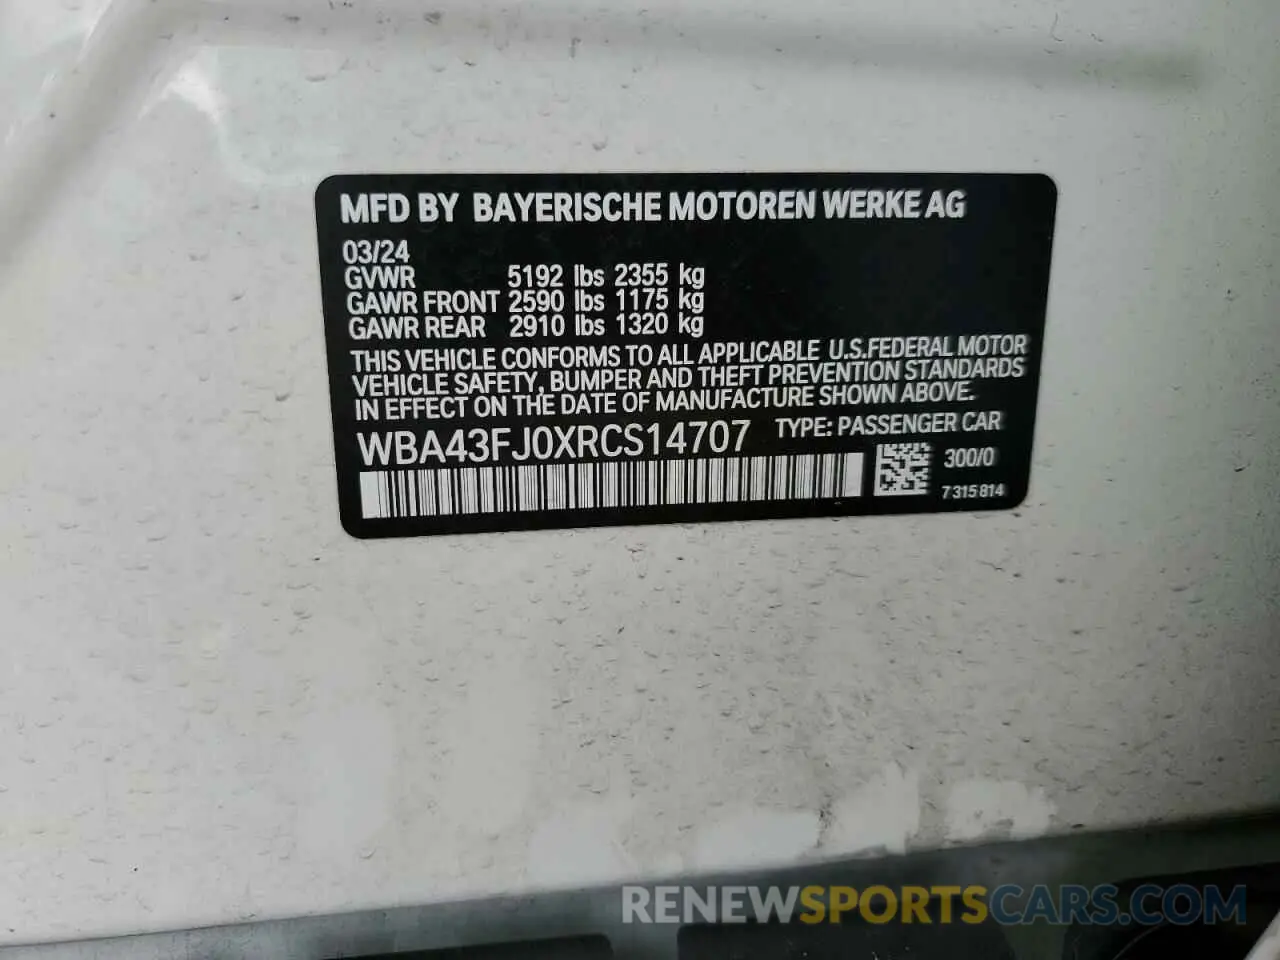 MFD BY BAYERISCHE MOTOREN WERKE AG
03/24
GVWR 5192 lbs 2355 kg
GAWR FRONT 2590 lbs 1175 kg
GAWR REAR 2910 lbs 1320 kg
THIS VEHICLE CONFORMS TO ALL APPLICABLE U.S.FEDERAL MOTOR
VEHICLE SAFETY, BUMPER AND THEFT PREVENTION STANDARDS
IN EFFECT ON THE DATE OF MANUFACTURE SHOWN ABOVE.
WBA43FJ0XRCS14707 TYPE: PASSENGER CAR
300/0
7 315 814
RENEWSPORTSCARS.COM